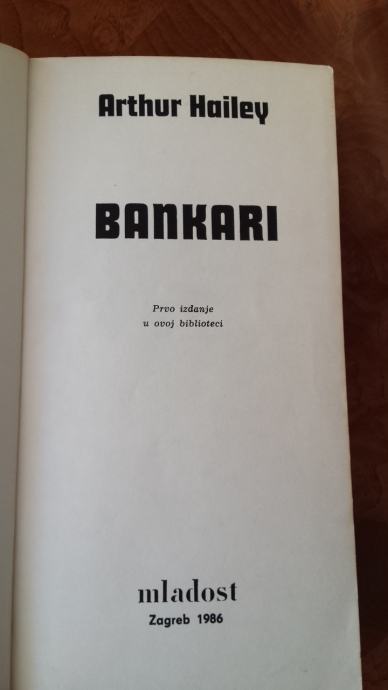 Arthur Hailey
BANKARI
Prvo izdanje
u ovoj biblioteci
mladost
Zagreb 1986